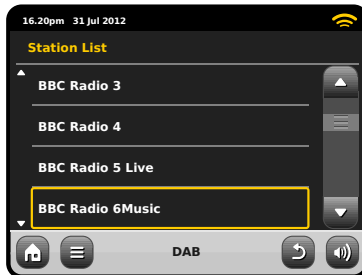 16.20pm 31 Jul 2012
Station List
BBC Radio 3
BBC Radio 4
BBC Radio 5 Live
BBC Radio 6Music
DAB